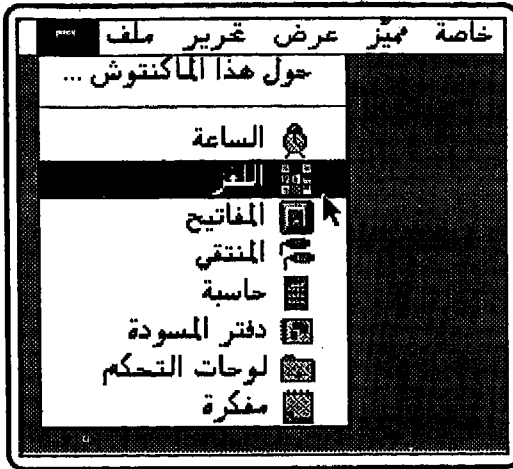 خاصة مميّز عرض تحرير ملف
حول هذا الماكنتوش ...
الساعة
اللغز
المفاتيح
المنتقي
حاسبة
دفتر المسودة
لوحات التحكم
مفكرة